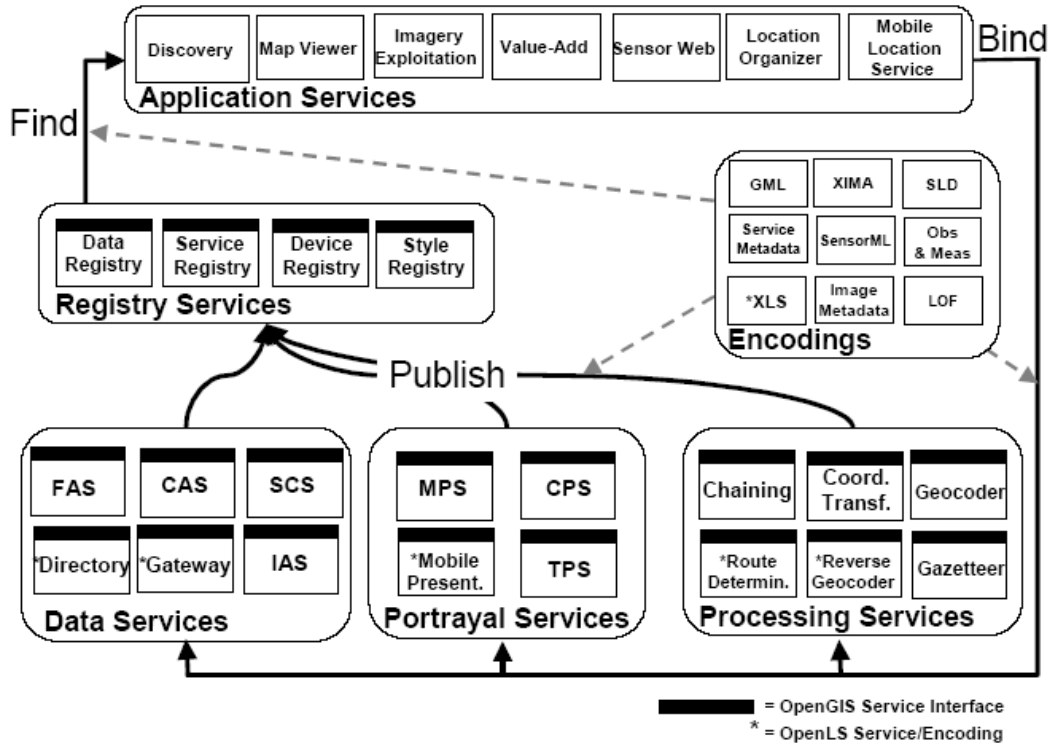 Discovery
Map Viewer
Imagery
Exploitation
Value-Add
Sensor Web
Location
Organizer
Mobile
Location
Service
Application Services
Bind
Find
GML
XIMA
SLD
Service
Metadata
SensorML
Obs
& Meas
*XLS
Image
Metadata
LOF
Encodings
Data
Registry
Service
Registry
Device
Registry
Style
Registry
Registry Services
Publish
FAS
CAS
SCS
*Directory
*Gateway
IAS
Data Services
MPS
CPS
*Mobile
Present.
TPS
Portrayal Services
Chaining
Coord.
Transf.
Geocoder
*Route
Determin.
*Reverse
Geocoder
Gazetteer
Processing Services
= OpenGIS Service Interface
* = OpenLS Service/Encoding